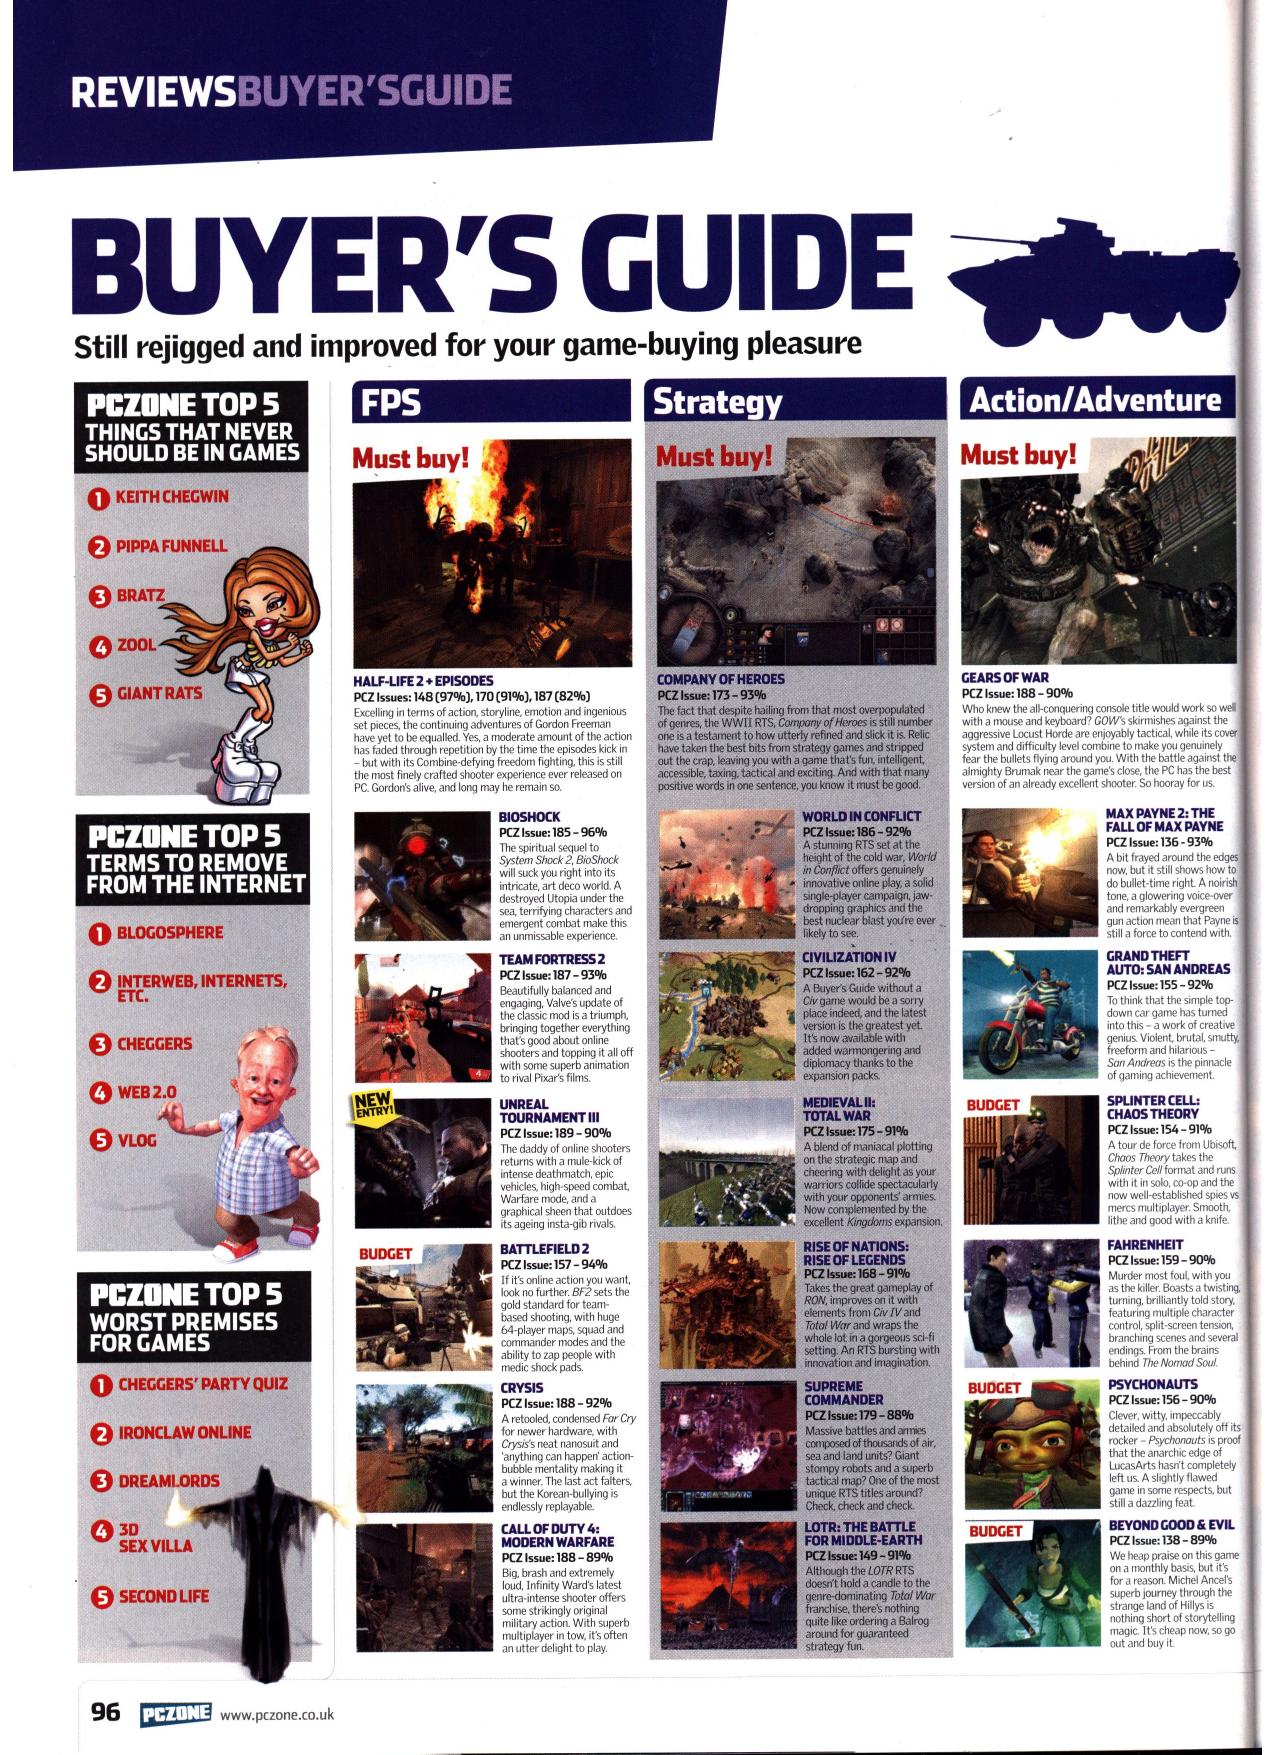 REVIEWSBUYER'SGUIDE
BUYER'S GUIDE
Still rejigged and improved for your game-buying pleasure
PCZONE TOP 5
THINGS THAT NEVER
SHOULD BE IN GAMES
1 KEITH CHEGWIN
2 PIPPA FUNNELL
3 BRATZ
4 ZOOL
5 GIANT RATS
PCZONE TOP 5
TERMS TO REMOVE
FROM THE INTERNET
1 BLOGOSPHERE
2 INTERWEB, INTERNETS,
ETC.
3 CHEGGERS
4 WEB 2.0
5 VLOG
PCZONE TOP 5
WORST PREMISES
FOR GAMES
1 CHEGGERS' PARTY QUIZ
2 IRONCLAW ONLINE
3 DREAMLORDS
4 3D
SEX VILLA
5 SECOND LIFE
FPS
Must buy!
HALF-LIFE 2 + EPISODES
PCZ Issues: 148 (97%), 170 (91%), 187 (82%)
Excelling in terms of action, storyline, emotion and ingenious
set pieces, the continuing adventures of Gordon Freeman
have yet to be equalled. Yes, a moderate amount of the action
has faded through repetition by the time the episodes kick in
– but with its Combine-defying freedom fighting, this is still
the most finely crafted shooter experience ever released on
PC. Gordon's alive, and long may he remain so.
BIOSHOCK
PCZ Issue: 185 – 96%
The spiritual sequel to
System Shock 2, BioShock
will suck you right into its
intricate, art deco world. A
destroyed Utopia under the
sea, terrifying characters and
emergent combat make this
an unmissable experience.
TEAM FORTRESS 2
PCZ Issue: 187 – 93%
Beautifully balanced and
engaging, Valve's update of
the classic mod is a triumph,
bringing together everything
that's good about online
shooters and topping it all off
with some superb animation
to rival Pixar's films.
NEW
ENTRY!
UNREAL
TOURNAMENT III
PCZ Issue: 189 – 90%
The daddy of online shooters
returns with a mule-kick of
intense deathmatch, epic
vehicles, high-speed combat,
Warfare mode, and a
graphical sheen that outdoes
its ageing insta-gib rivals.
BUDGET
BATTLEFIELD 2
PCZ Issue: 157 – 94%
If it's online action you want,
look no further. BF2 sets the
gold standard for team-
based shooting, with huge
64-player maps, squad and
commander modes and the
ability to zap people with
medic shock pads.
CRYSIS
PCZ Issue: 188 – 92%
A retooled, condensed Far Cry
for newer hardware, with
Crysis's neat nanosuit and
'anything can happen' action-
bubble mentality making it
a winner. The last act falters,
but the Korean-bullying is
endlessly replayable.
CALL OF DUTY 4:
MODERN WARFARE
PCZ Issue: 188 – 89%
Big, brash and extremely
loud, Infinity Ward's latest
ultra-intense shooter offers
some strikingly original
military action. With superb
multiplayer in tow, it's often
an utter delight to play.
Strategy
Must buy!
COMPANY OF HEROES
PCZ Issue: 173 – 93%
The fact that despite hailing from that most overpopulated
of genres, the WWII RTS, Company of Heroes is still number
one is a testament to how utterly refined and slick it is. Relic
have taken the best bits from strategy games and stripped
out the crap, leaving you with a game that's fun, intelligent,
accessible, taxing, tactical and exciting. And with that many
positive words in one sentence, you know it must be good.
WORLD IN CONFLICT
PCZ Issue: 186 – 92%
A stunning RTS set at the
height of the cold war, World
in Conflict offers genuinely
innovative online play, a solid
single-player campaign, jaw-
dropping graphics and the
best nuclear blast you're ever
likely to see.
CIVILIZATION IV
PCZ Issue: 162 – 92%
A Buyer's Guide without a
Civ game would be a sorry
place indeed, and the latest
version is the greatest yet.
It's now available with
added warmongering and
diplomacy thanks to the
expansion packs.
MEDIEVAL II:
TOTAL WAR
PCZ Issue: 175 – 91%
A blend of maniacal plotting
on the strategic map and
cheering with delight as your
warriors collide spectacularly
with your opponents' armies.
Now complemented by the
excellent Kingdoms expansion.
RISE OF NATIONS:
RISE OF LEGENDS
PCZ Issue: 168 – 91%
Takes the great gameplay of
RON, improves on it with
elements from Civ IV and
Total War and wraps the
whole lot in a gorgeous sci-fi
setting. An RTS bursting with
innovation and imagination.
SUPREME
COMMANDER
PCZ Issue: 179 – 88%
Massive battles and armies
composed of thousands of air,
sea and land units? Giant
stompy robots and a superb
tactical map? One of the most
unique RTS titles around?
Check, check and check.
LOTR: THE BATTLE
FOR MIDDLE-EARTH
PCZ Issue: 149 – 91%
Although the LOTR RTS
doesn't hold a candle to the
genre-dominating Total War
franchise, there's nothing
quite like ordering a Balrog
around for guaranteed
strategy fun.
Action/Adventure
Must buy!
GEARS OF WAR
PCZ Issue: 188 – 90%
Who knew the all-conquering console title would work so well
with a mouse and keyboard? GOW's skirmishes against the
aggressive Locust Horde are enjoyably tactical, while its cover
system and difficulty level combine to make you genuinely
fear the bullets flying around you. With the battle against the
almighty Brumak near the game's close, the PC has the best
version of an already excellent shooter. So hooray for us.
MAX PAYNE 2: THE
FALL OF MAX PAYNE
PCZ Issue: 136 - 93%
A bit frayed around the edges
now, but it still shows how to
do bullet-time right. A noirish
tone, a glowering voice-over
and remarkably evergreen
gun action mean that Payne is
still a force to contend with.
GRAND THEFT
AUTO: SAN ANDREAS
PCZ Issue: 155 – 92%
To think that the simple top-
down car game has turned
into this – a work of creative
genius. Violent, brutal, smutty,
freeform and hilarious –
San Andreas is the pinnacle
of gaming achievement.
BUDGET
SPLINTER CELL:
CHAOS THEORY
PCZ Issue: 154 – 91%
A tour de force from Ubisoft,
Chaos Theory takes the
Splinter Cell format and runs
with it in solo, co-op and the
now well-established spies vs
mercs multiplayer. Smooth,
lithe and good with a knife.
FAHRENHEIT
PCZ Issue: 159 – 90%
Murder most foul, with you
as the killer. Boasts a twisting,
turning, brilliantly told story,
featuring multiple character
control, split-screen tension,
branching scenes and several
endings. From the brains
behind The Nomad Soul.
BUDGET
PSYCHONAUTS
PCZ Issue: 156 – 90%
Clever, witty, impeccably
detailed and absolutely off its
rocker – Psychonauts is proof
that the anarchic edge of
LucasArts hasn't completely
left us. A slightly flawed
game in some respects, but
still a dazzling feat.
BUDGET
BEYOND GOOD & EVIL
PCZ Issue: 138 – 89%
We heap praise on this game
on a monthly basis, but it's
for a reason. Michel Ancel's
superb journey through the
strange land of Hillys is
nothing short of storytelling
magic. It's cheap now, so go
out and buy it.
96 PCZONE www.pczone.co.uk